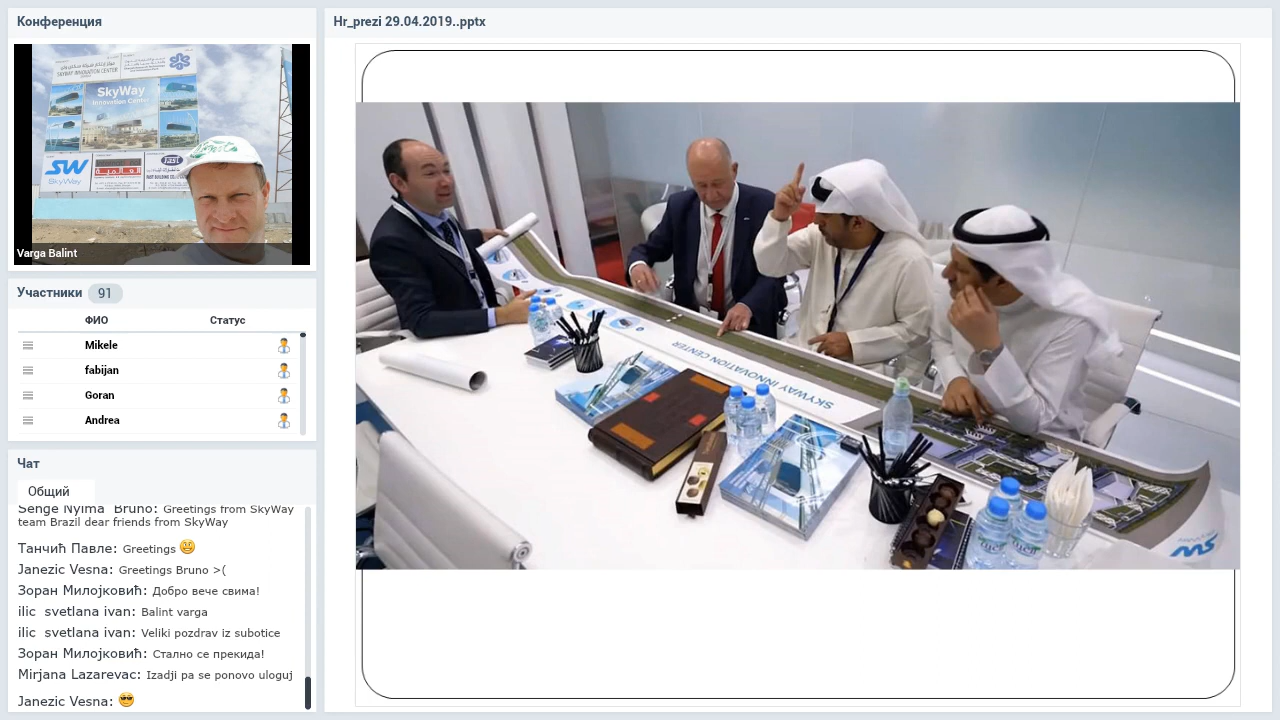 Конференция
SKYWAY INNOVATION CENTER
SkyWay
Innovation Center
SW
SkyWay
Varga Balint
Участники 91
ФИО Статус
Mikele
fabijan
Goran
Andrea
Чат
Общий
Senge Nyima Bruno: Greetings from SkyWay
team Brazil dear friends from SkyWay
Танчић Павле: Greetings
Janezic Vesna: Greetings Bruno >(
Зоран Милојковић: Добро вече свима!
ilic svetlana ivan: Balint varga
ilic svetlana ivan: Veliki pozdrav iz subotice
Зоран Милојковић: Стално се прекида!
Mirjana Lazarevac: Izadji pa se ponovo uloguj
Janezic Vesna:
Hr_prezi 29.04.2019..pptx
SKYWAY INNOVATION CENTER
SW